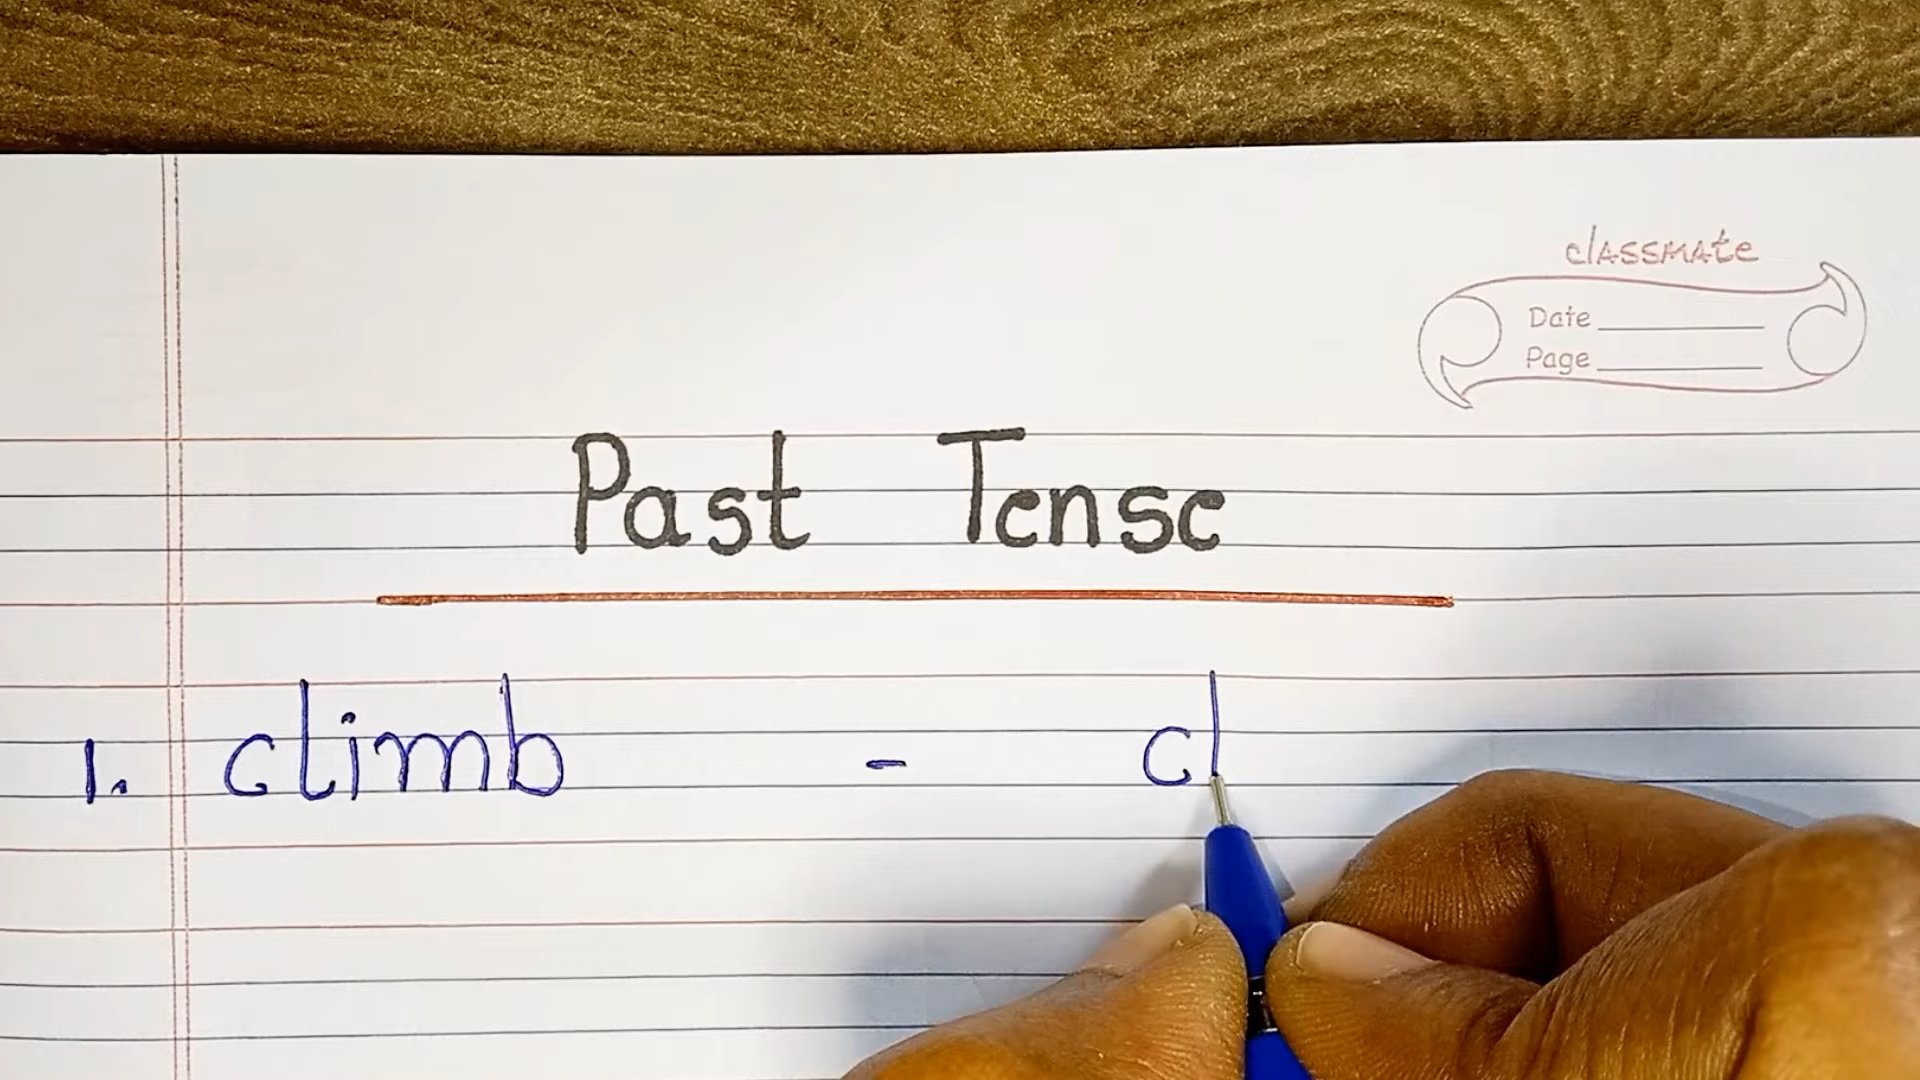 classmate
Date
Page
Past Tense
1. climb - cl